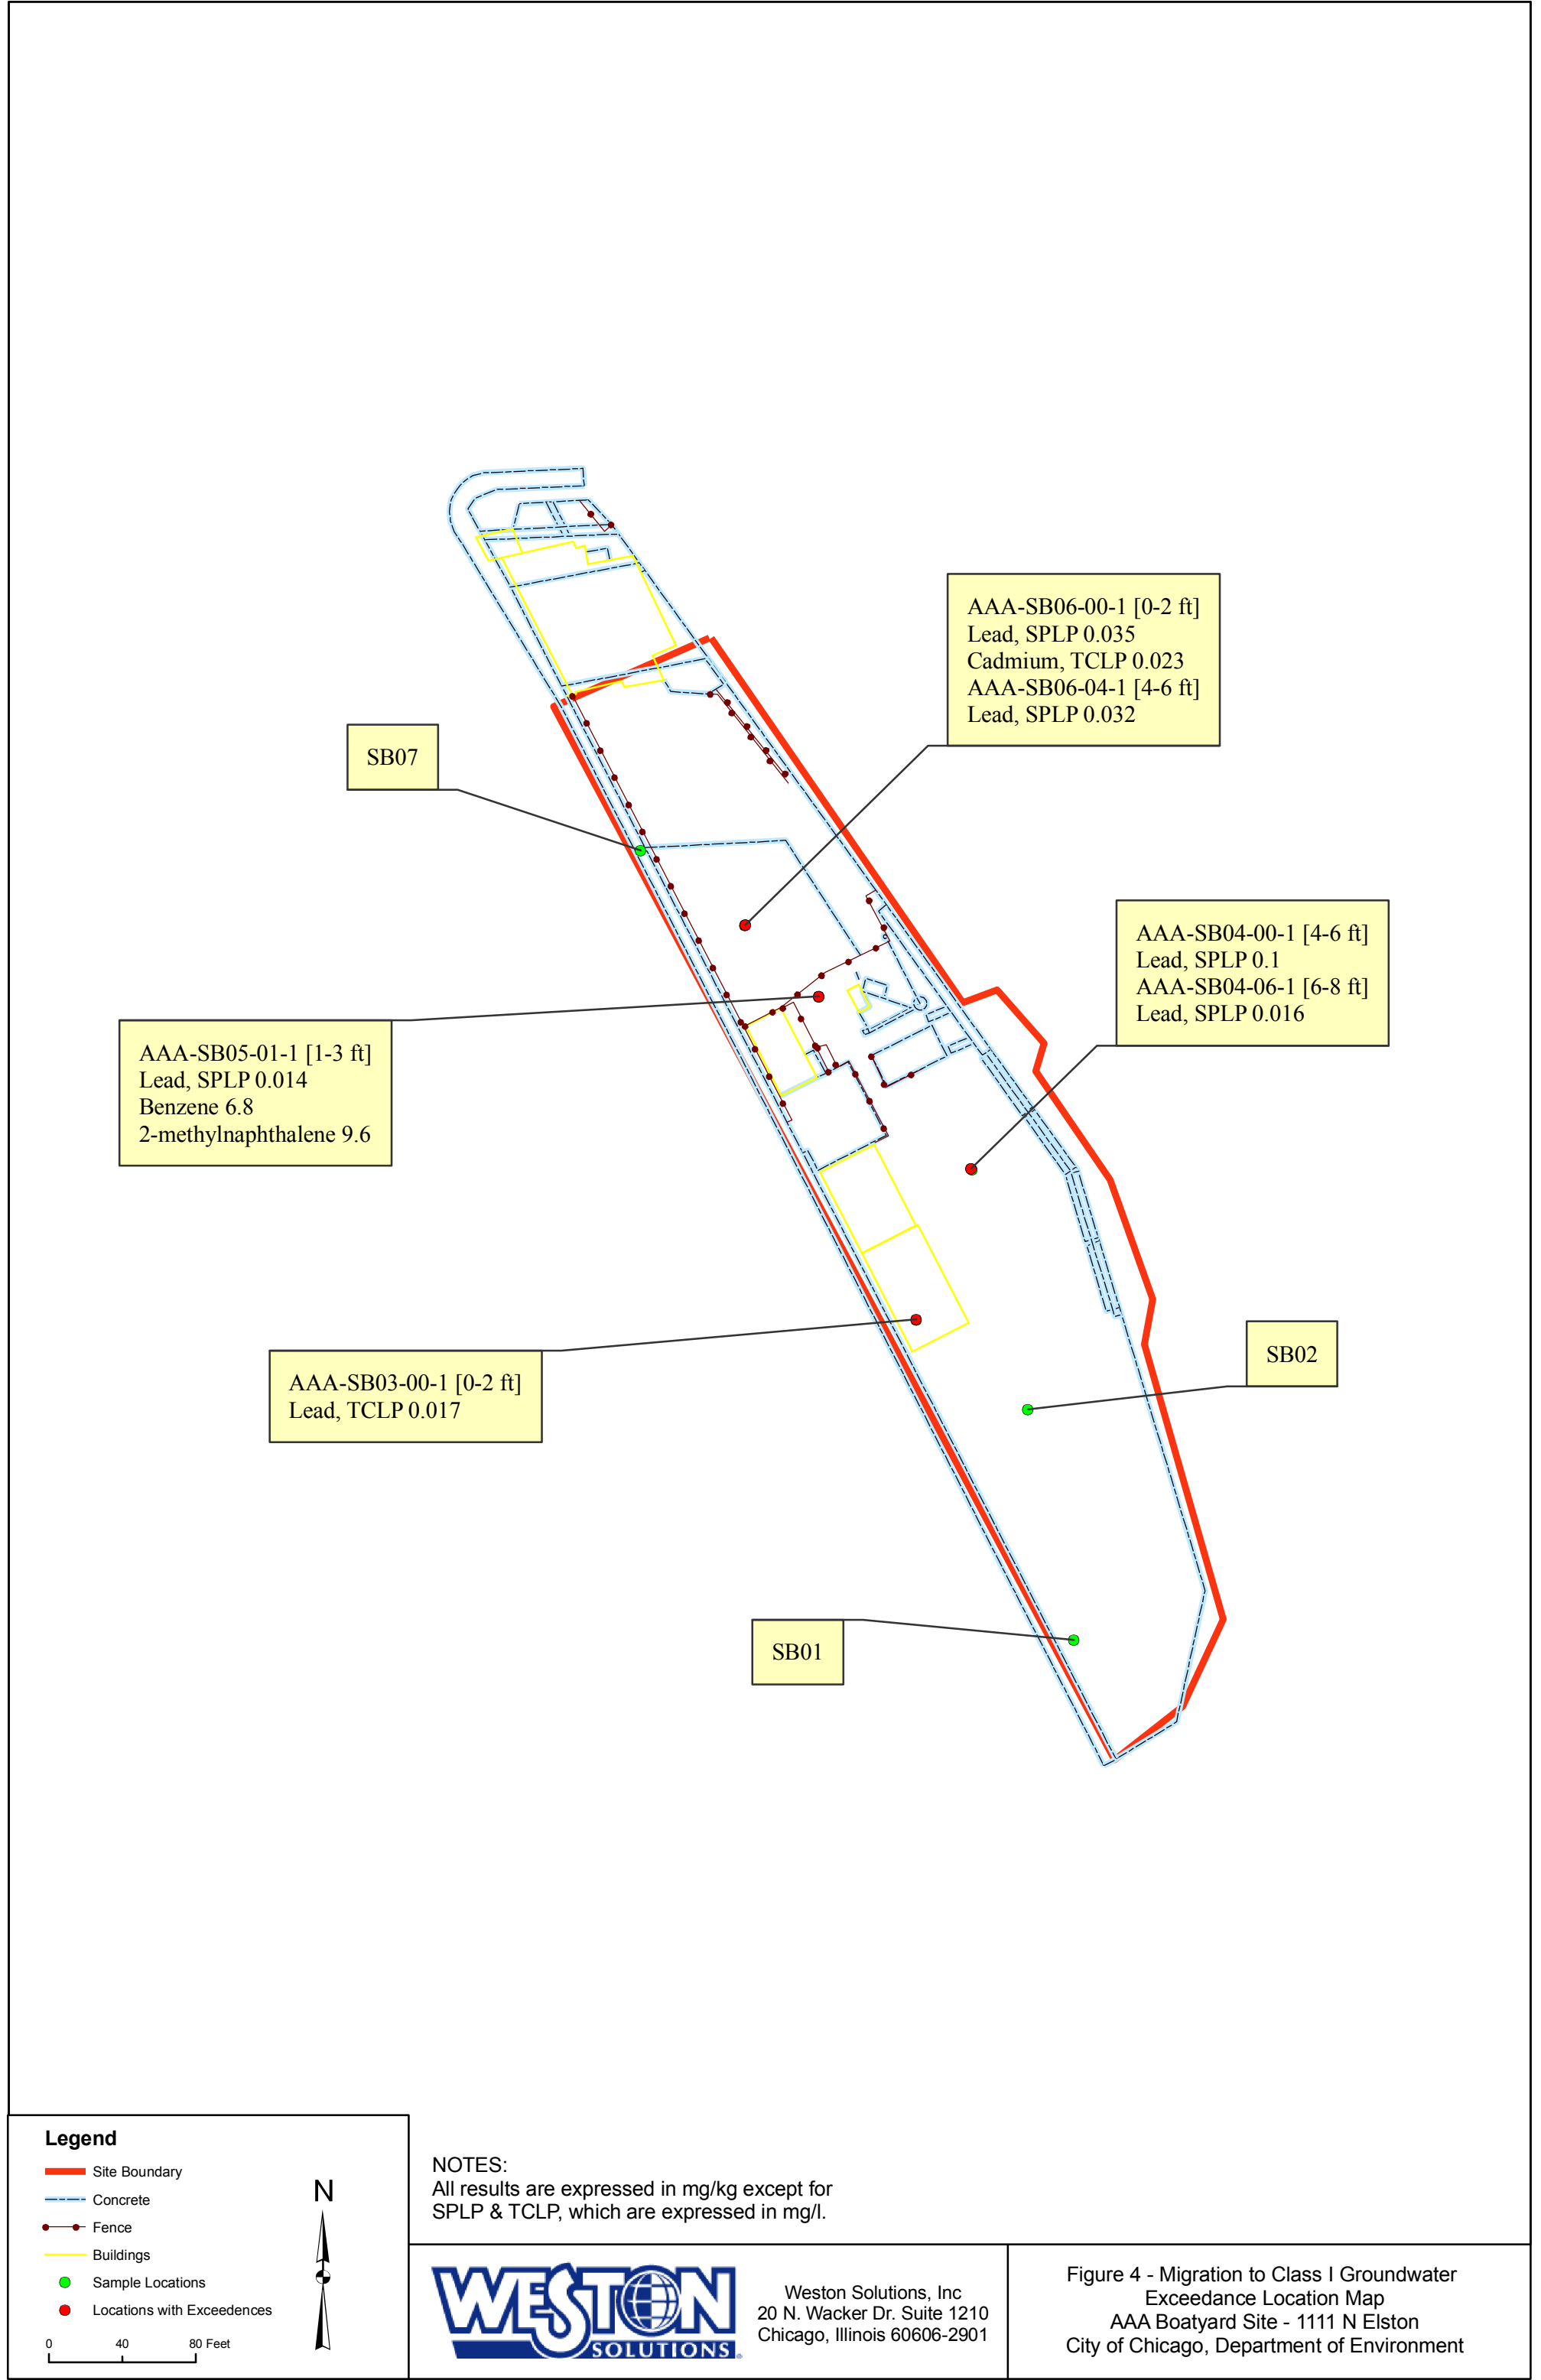 AAA-SB06-00-1 [0-2 ft]
Lead, SPLP 0.035
Cadmium, TCLP 0.023
AAA-SB06-04-1 [4-6 ft]
Lead, SPLP 0.032
SB07
AAA-SB04-00-1 [4-6 ft]
Lead, SPLP 0.1
AAA-SB04-06-1 [6-8 ft]
Lead, SPLP 0.016
AAA-SB05-01-1 [1-3 ft]
Lead, SPLP 0.014
Benzene 6.8
2-methylnaphthalene 9.6
SB02
AAA-SB03-00-1 [0-2 ft]
Lead, TCLP 0.017
SB01
Legend
Site Boundary
Concrete
Fence
Buildings
Sample Locations
Locations with Exceedences
0 40 80 Feet
N
NOTES:
All results are expressed in mg/kg except for
SPLP & TCLP, which are expressed in mg/l.
WESTON
SOLUTIONS®
Weston Solutions, Inc
20 N. Wacker Dr. Suite 1210
Chicago, Illinois 60606-2901
Figure 4 - Migration to Class I Groundwater
Exceedance Location Map
AAA Boatyard Site - 1111 N Elston
City of Chicago, Department of Environment